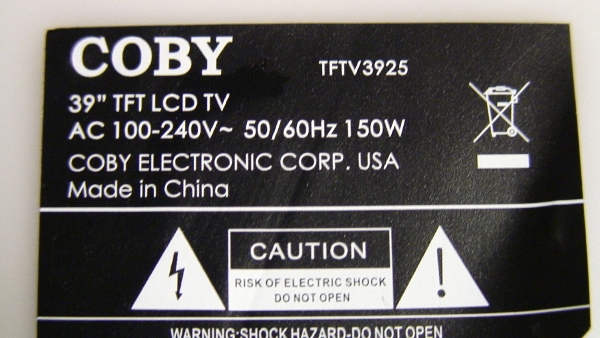 COBY
TFTV3925
39" TFT LCD TV
AC 100-240V~ 50/60Hz 150W
COBY ELECTRONIC CORP. USA
Made in China
CAUTION
RISK OF ELECTRIC SHOCK
DO NOT OPEN
WARNING:SHOCK HAZARD-DO NOT OPEN